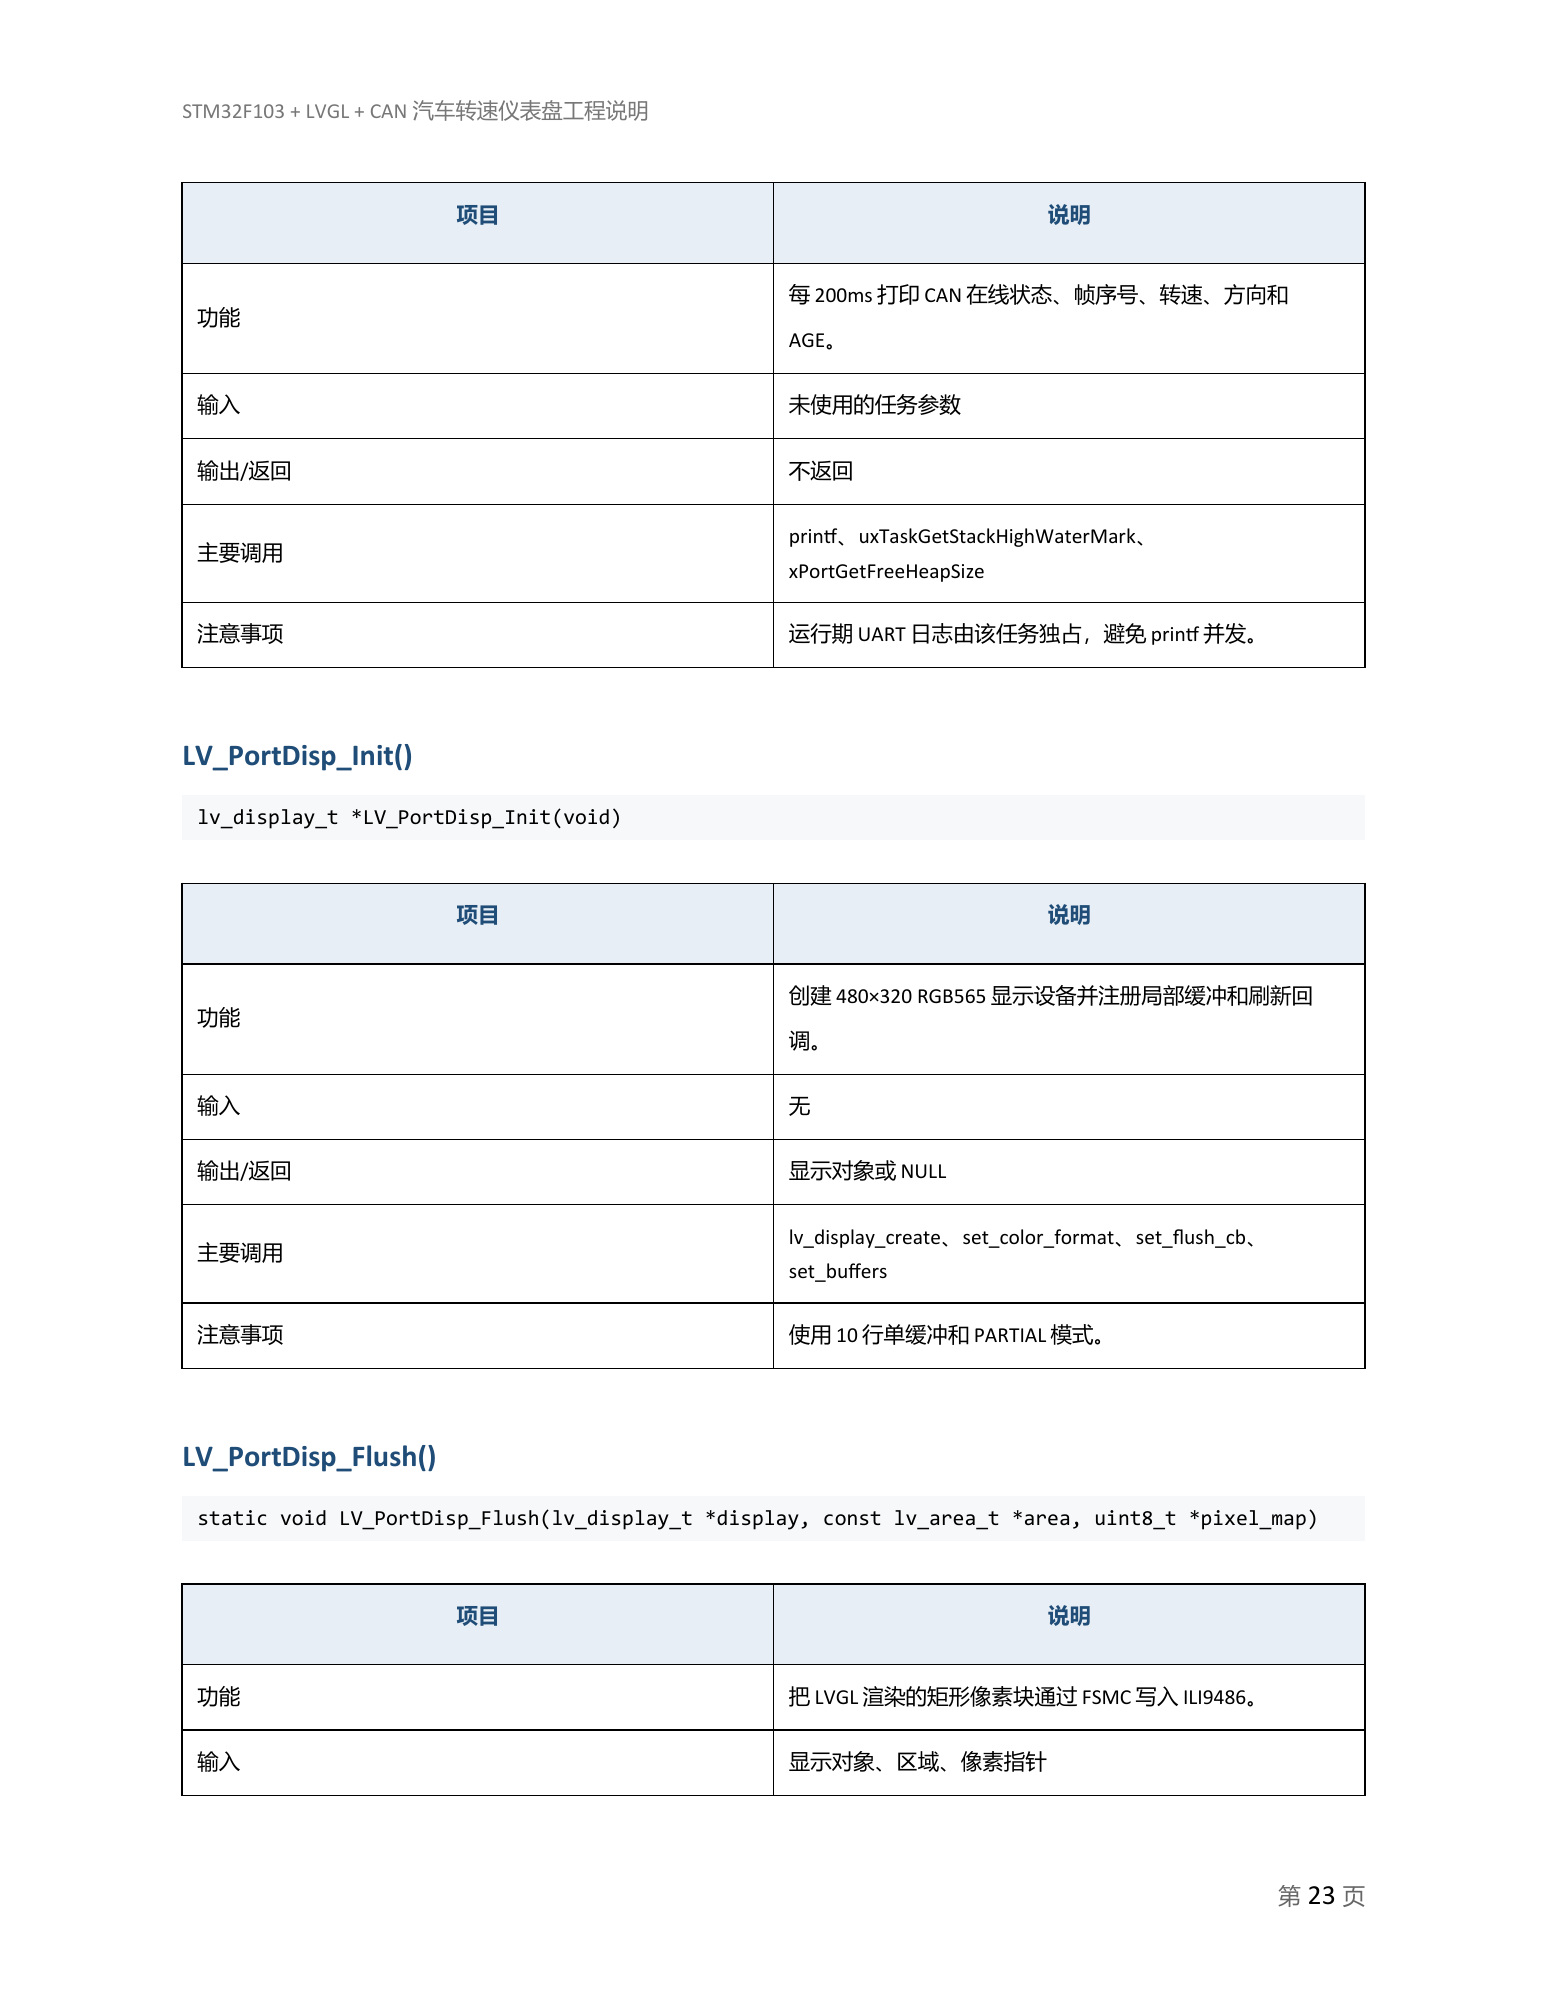 STM32F103 + LVGL + CAN 汽车转速仪表盘工程说明
项目 说明
功能 每 200ms 打印 CAN 在线状态、帧序号、转速、方向和
AGE。
输入 未使用的任务参数
输出/返回 不返回
主要调用 printf、uxTaskGetStackHighWaterMark、
xPortGetFreeHeapSize
注意事项 运行期 UART 日志由该任务独占，避免 printf 并发。
LV_PortDisp_Init()
lv_display_t *LV_PortDisp_Init(void)
项目 说明
功能 创建 480×320 RGB565 显示设备并注册局部缓冲和刷新回
调。
输入 无
输出/返回 显示对象或 NULL
主要调用 lv_display_create、set_color_format、set_flush_cb、
set_buffers
注意事项 使用 10 行单缓冲和 PARTIAL 模式。
LV_PortDisp_Flush()
static void LV_PortDisp_Flush(lv_display_t *display, const lv_area_t *area, uint8_t *pixel_map)
项目 说明
功能 把 LVGL 渲染的矩形像素块通过 FSMC 写入 ILI9486。
输入 显示对象、区域、像素指针
第 23 页